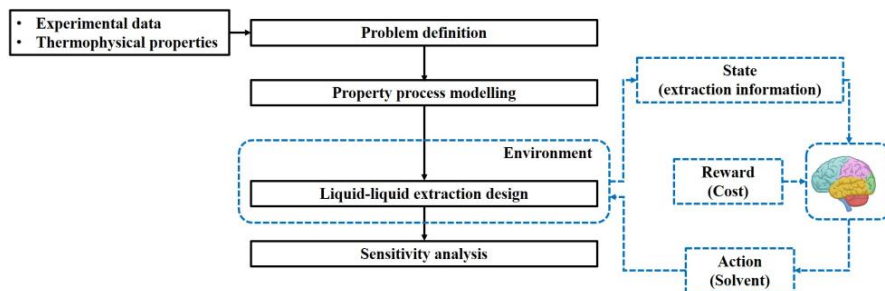 • Experimental data
• Thermophysical properties
Problem definition
Property process modelling
Environment
Liquid-liquid extraction design
Sensitivity analysis
State
(extraction information)
Reward
(Cost)
Action
(Solvent)